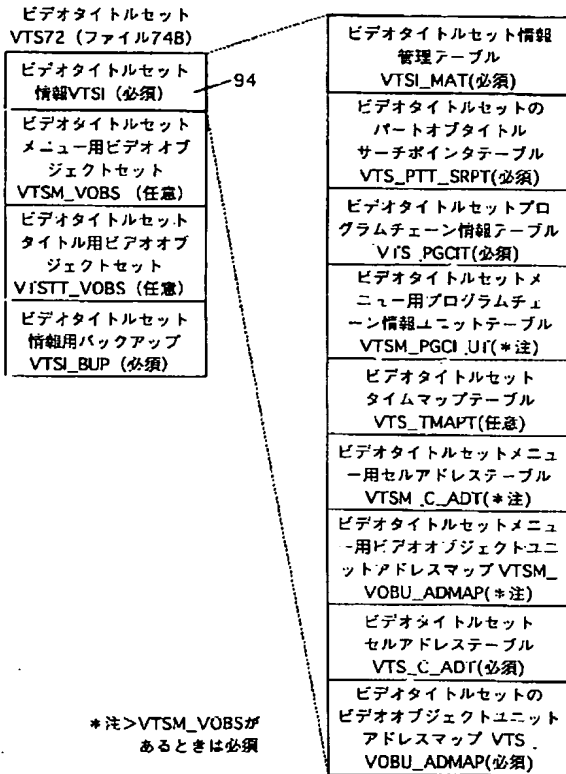 ビデオタイトルセット
VTS72（ファイル74B）
ビデオタイトルセット
情報VTSI（必須）
94
ビデオタイトルセット
メニュー用ビデオオブ
ジェクトセット
VTSM_VOBS（任意）
ビデオタイトルセット
タイトル用ビデオオブ
ジェクトセット
VTSTT_VOBS（任意）
ビデオタイトルセット
情報用バックアップ
VTSI_BUP（必須）
ビデオタイトルセット情報
管理テーブル
VTSI_MAT(必須)
ビデオタイトルセットの
パートオブタイトル
サーチポインタテーブル
VTS_PTT_SRPT(必須)
ビデオタイトルセットプロ
グラムチェーン情報テーブル
VTS_PGCIT(必須)
ビデオタイトルセットメ
ニュー用プログラムチェ
ーン情報ユニットテーブル
VTSM_PGCI_UT(*注)
ビデオタイトルセット
タイムマップテーブル
VTS_TMAPT(任意)
ビデオタイトルセットメニュ
ー用セルアドレステーブル
VTSM_C_ADT(*注)
ビデオタイトルセットメニュ
ー用ビデオオブジェクトユニ
ットアドレスマップ VTSM_
VOBU_ADMAP(*注)
ビデオタイトルセット
セルアドレステーブル
VTS_C_ADT(必須)
ビデオタイトルセットの
ビデオオブジェクトユニット
アドレスマップ VTS_
VOBU_ADMAP(必須)
*注>VTSM_VOBSが
あるときは必須